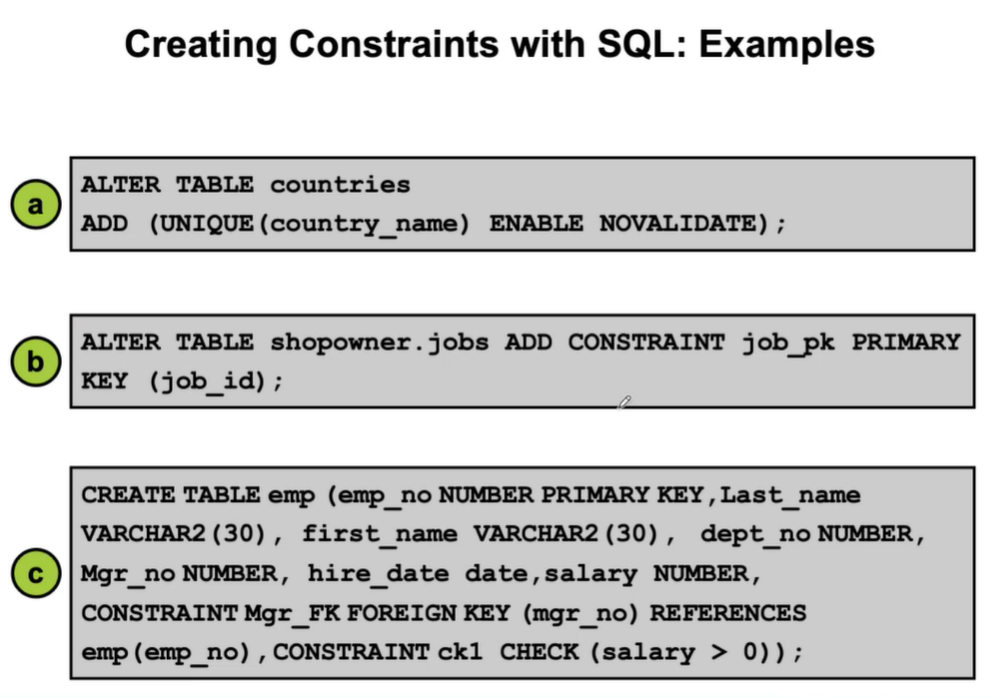 Creating Constraints with SQL: Examples
a
ALTER TABLE countries
ADD (UNIQUE(country_name) ENABLE NOVALIDATE);
b
ALTER TABLE shopowner.jobs ADD CONSTRAINT job_pk PRIMARY
KEY (job_id);
c
CREATE TABLE emp (emp_no NUMBER PRIMARY KEY,Last_name
VARCHAR2(30), first_name VARCHAR2(30), dept_no NUMBER,
Mgr_no NUMBER, hire_date date,salary NUMBER,
CONSTRAINT Mgr_FK FOREIGN KEY (mgr_no) REFERENCES
emp(emp_no),CONSTRAINT ck1 CHECK (salary > 0));